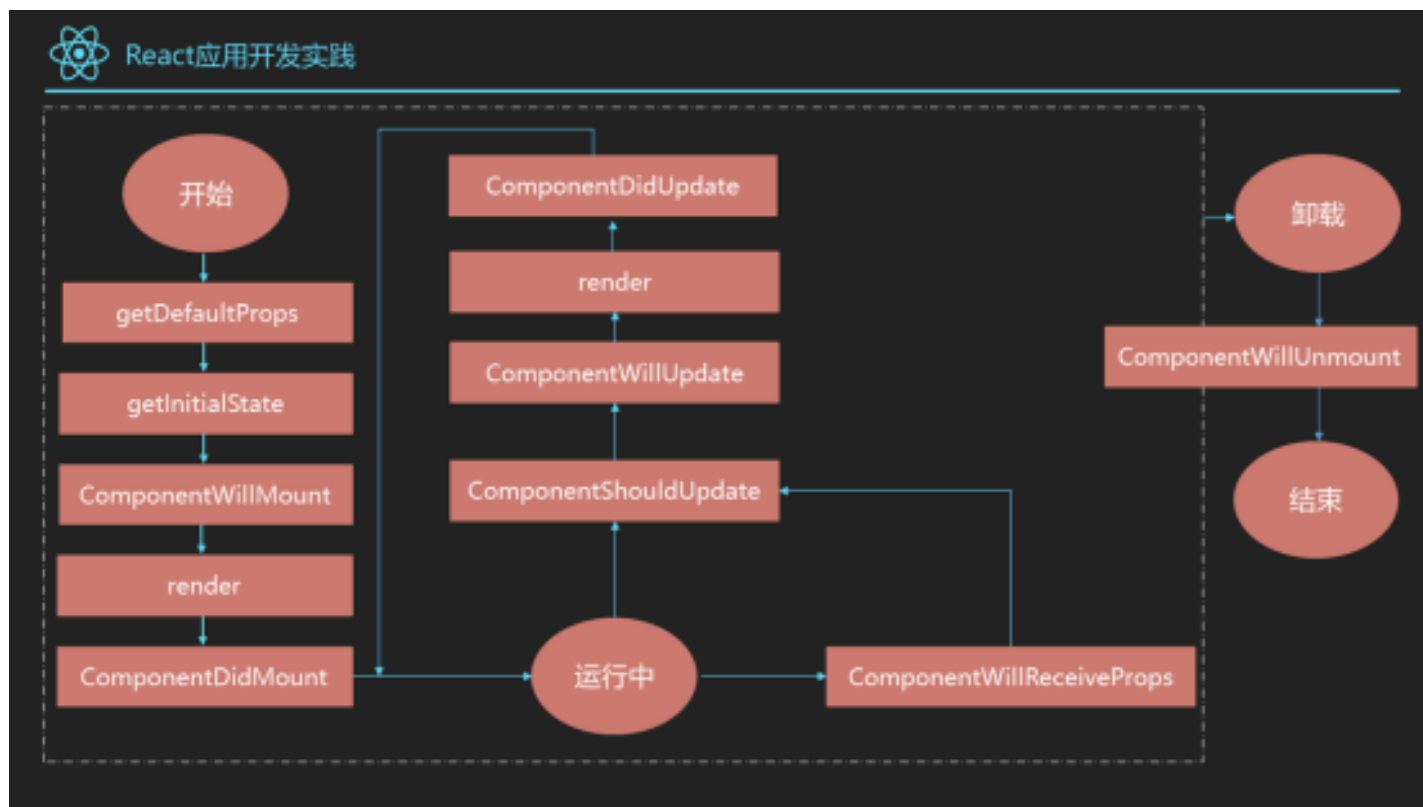 React应用开发实践
开始
getDefaultProps
getInitialState
ComponentWillMount
render
ComponentDidMount
ComponentDidUpdate
render
ComponentWillUpdate
ComponentShouldUpdate
运行中
ComponentWillReceiveProps
卸载
ComponentWillUnmount
结束